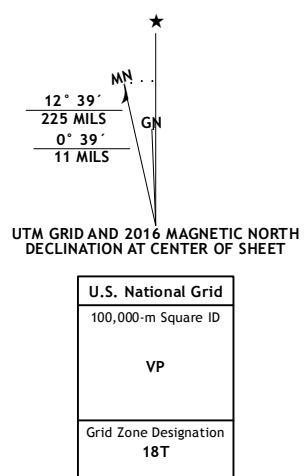 ★
MN
GN
12° 39´
225 MILS
0° 39´
11 MILS
UTM GRID AND 2016 MAGNETIC NORTH
DECLINATION AT CENTER OF SHEET
U.S. National Grid
100,000-m Square ID
VP
Grid Zone Designation
18T